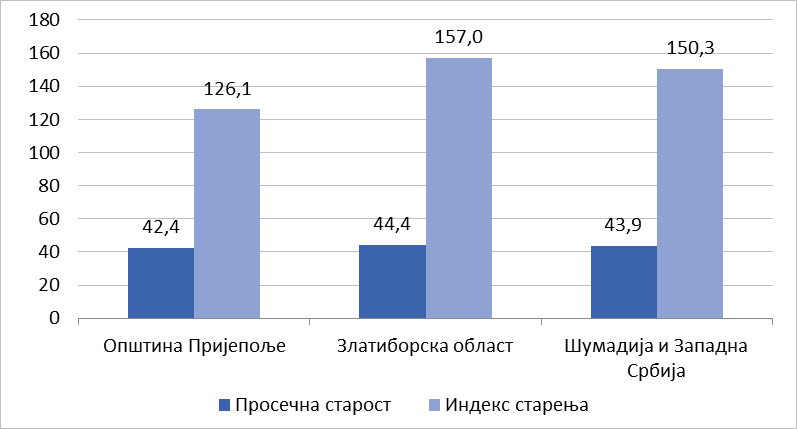 180
160
140
120
100
80
60
40
20
0
126,1
157,0
150,3
42,4
44,4
43,9
Општина Пријепоље
Златиборска област
Шумадија и Западна
Србија
Просечна старост
Индекс старења